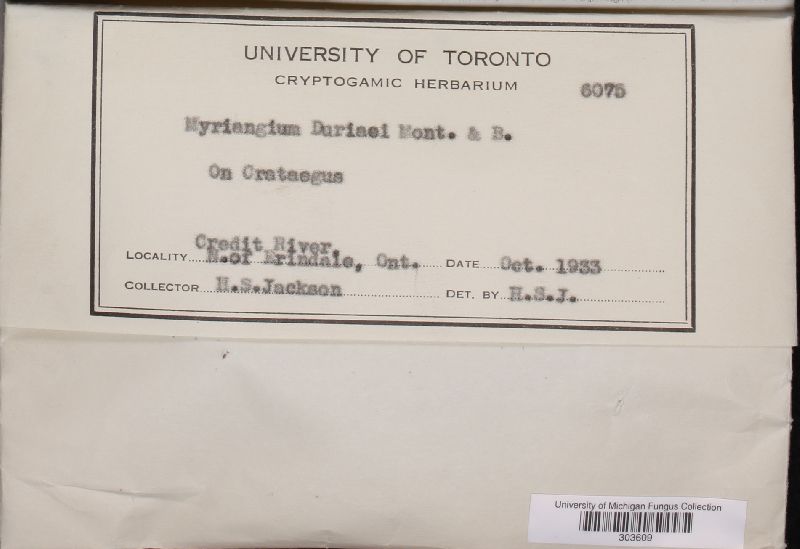 UNIVERSITY OF TORONTO
CRYPTOGAMIC HERBARIUM
6075
Myriangium Duriaei Mont. & B.
On Crataegus
Credit River,
LOCALITY N.of Erindale, Ont. DATE Oct. 1933
COLLECTOR H.S.Jackson DET. BY H.S.J.
University of Michigan Fungus Collection
303609